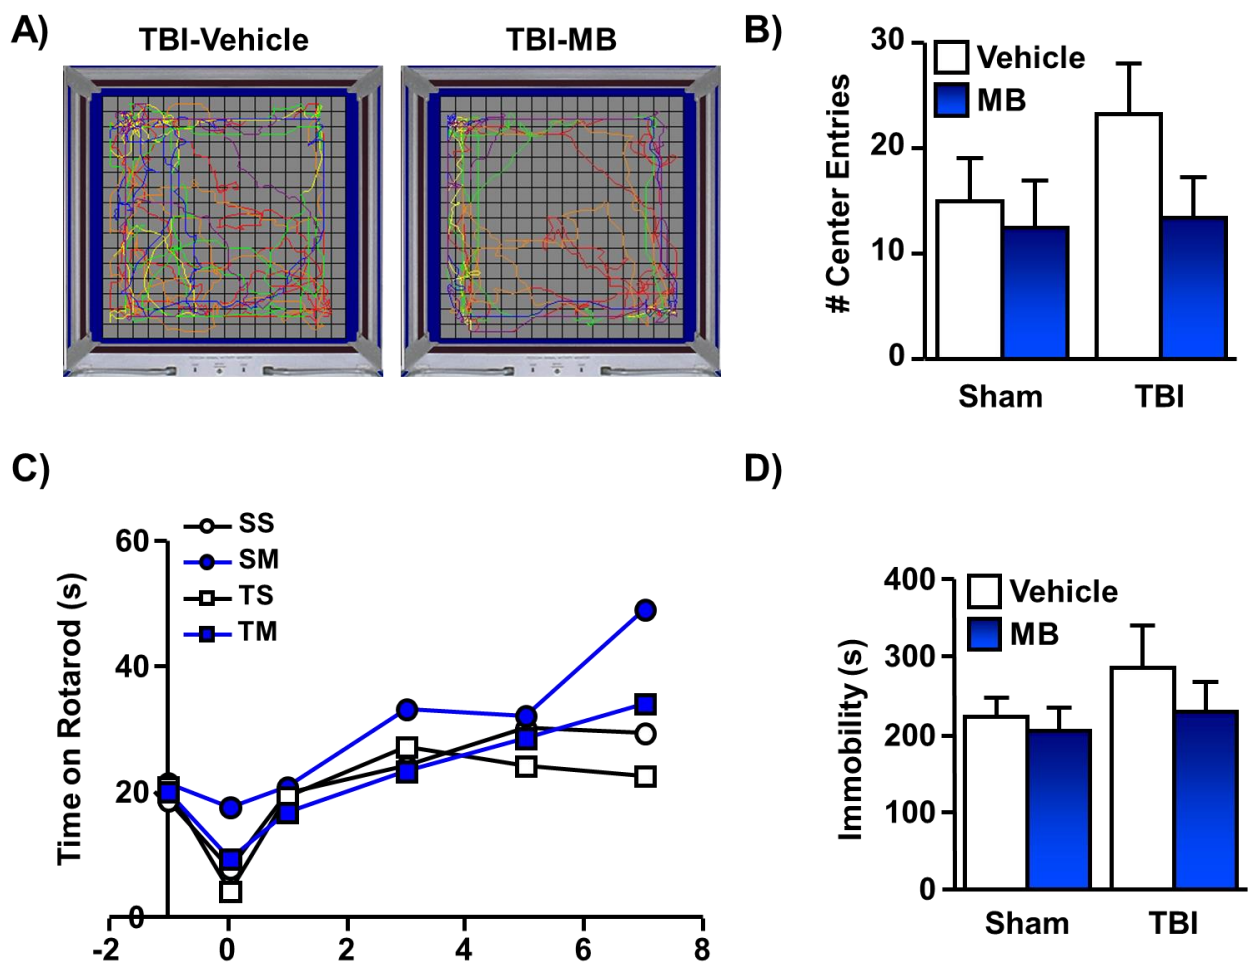 A)
TBI-Vehicle
TBI-MB
B)
Vehicle
MB
# Center Entries
30
20
10
0
Sham
TBI
C)
SS
SM
TS
TM
Time on Rotarod (s)
60
40
20
0
-2
0
2
4
6
8
D)
Vehicle
MB
Immobility (s)
400
300
200
100
0
Sham
TBI